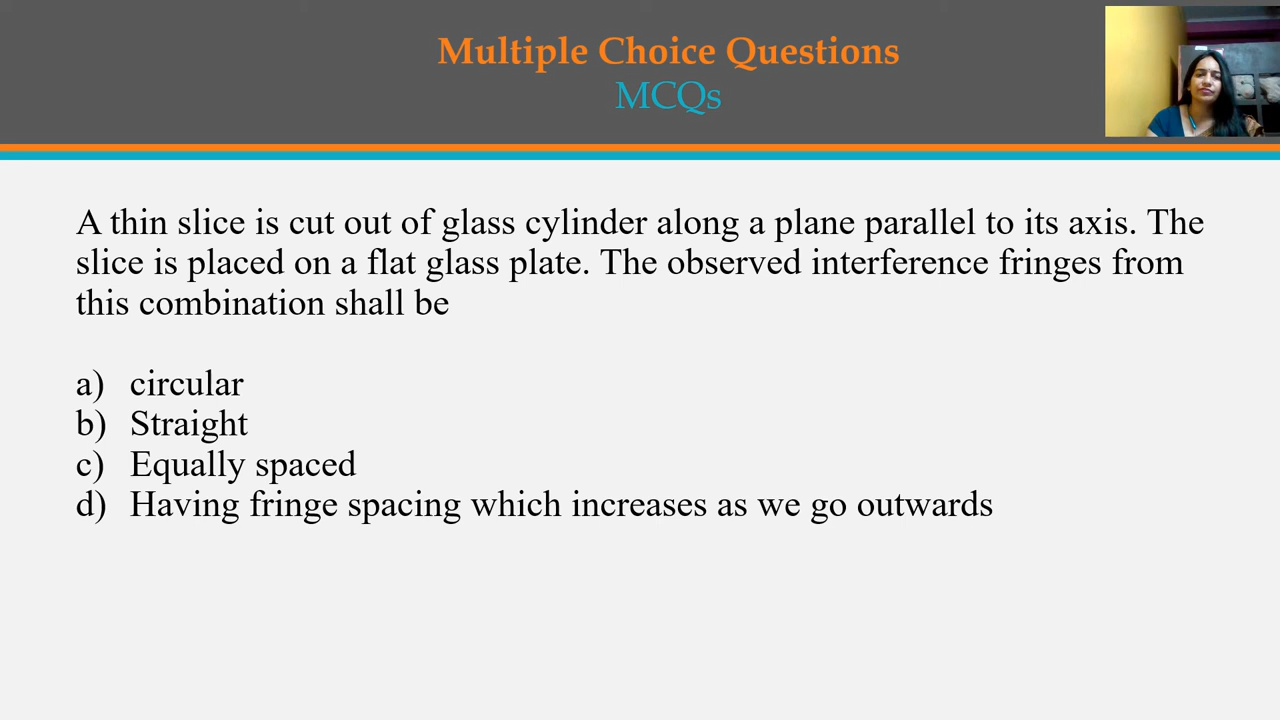 Multiple Choice Questions
MCQs
A thin slice is cut out of glass cylinder along a plane parallel to its axis. The
slice is placed on a flat glass plate. The observed interference fringes from
this combination shall be
a) circular
b) Straight
c) Equally spaced
d) Having fringe spacing which increases as we go outwards